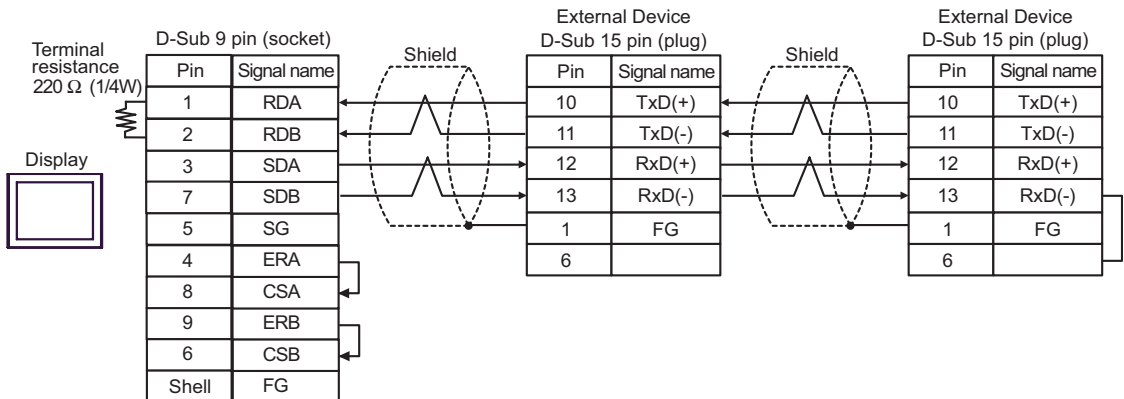 Terminal
resistance
220 Ω (1/4W)
Display
D-Sub 9 pin (socket)
Pin Signal name
1 RDA
2 RDB
3 SDA
7 SDB
5 SG
4 ERA
8 CSA
9 ERB
6 CSB
Shell FG
Shield
External Device
D-Sub 15 pin (plug)
Pin Signal name
10 TxD(+)
11 TxD(-)
12 RxD(+)
13 RxD(-)
1 FG
6
Shield
External Device
D-Sub 15 pin (plug)
Pin Signal name
10 TxD(+)
11 TxD(-)
12 RxD(+)
13 RxD(-)
1 FG
6